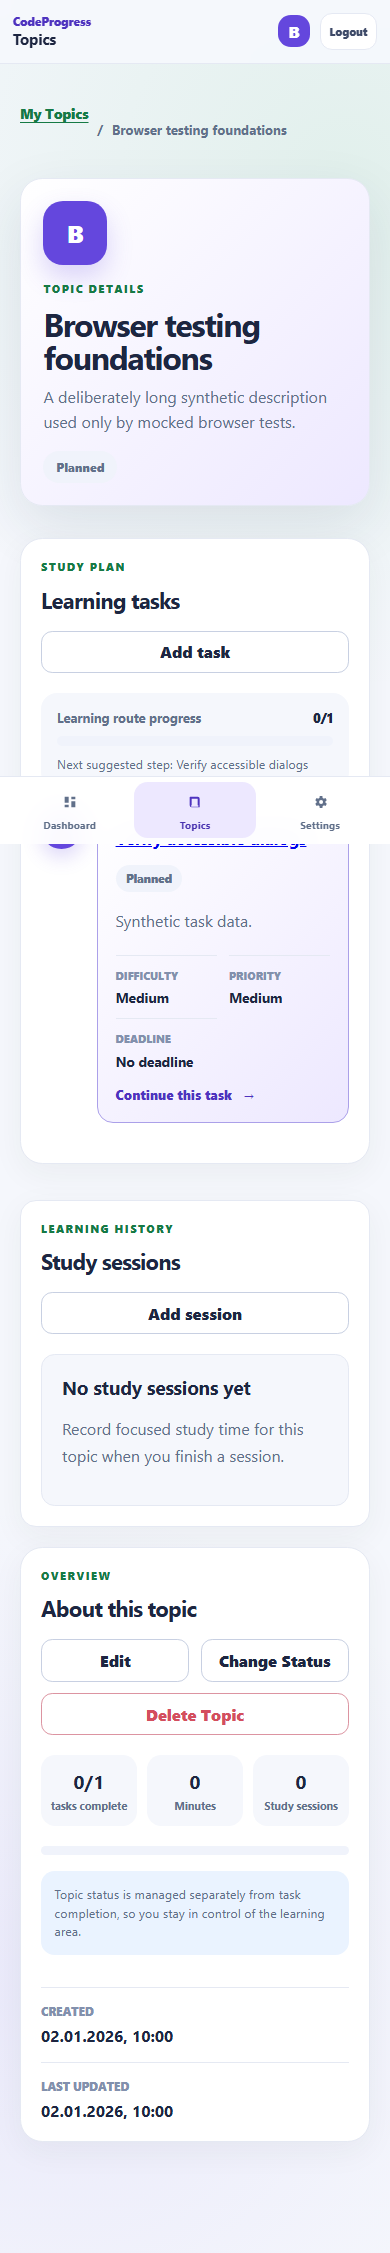 CodeProgress
Topics
B
Logout
My Topics
/ Browser testing foundations
B
TOPIC DETAILS
Browser testing
foundations
A deliberately long synthetic description
used only by mocked browser tests.
Planned
STUDY PLAN
Learning tasks
Add task
Learning route progress 0/1
Next suggested step: Verify accessible dialogs
Dashboard
Topics
Settings
Verify accessible dialogs
Planned
Synthetic task data.
DIFFICULTY PRIORITY
Medium Medium
DEADLINE
No deadline
Continue this task →
LEARNING HISTORY
Study sessions
Add session
No study sessions yet
Record focused study time for this
topic when you finish a session.
OVERVIEW
About this topic
Edit Change Status
Delete Topic
0/1 0 0
tasks complete Minutes Study sessions
Topic status is managed separately from task
completion, so you stay in control of the learning
area.
CREATED
02.01.2026, 10:00
LAST UPDATED
02.01.2026, 10:00